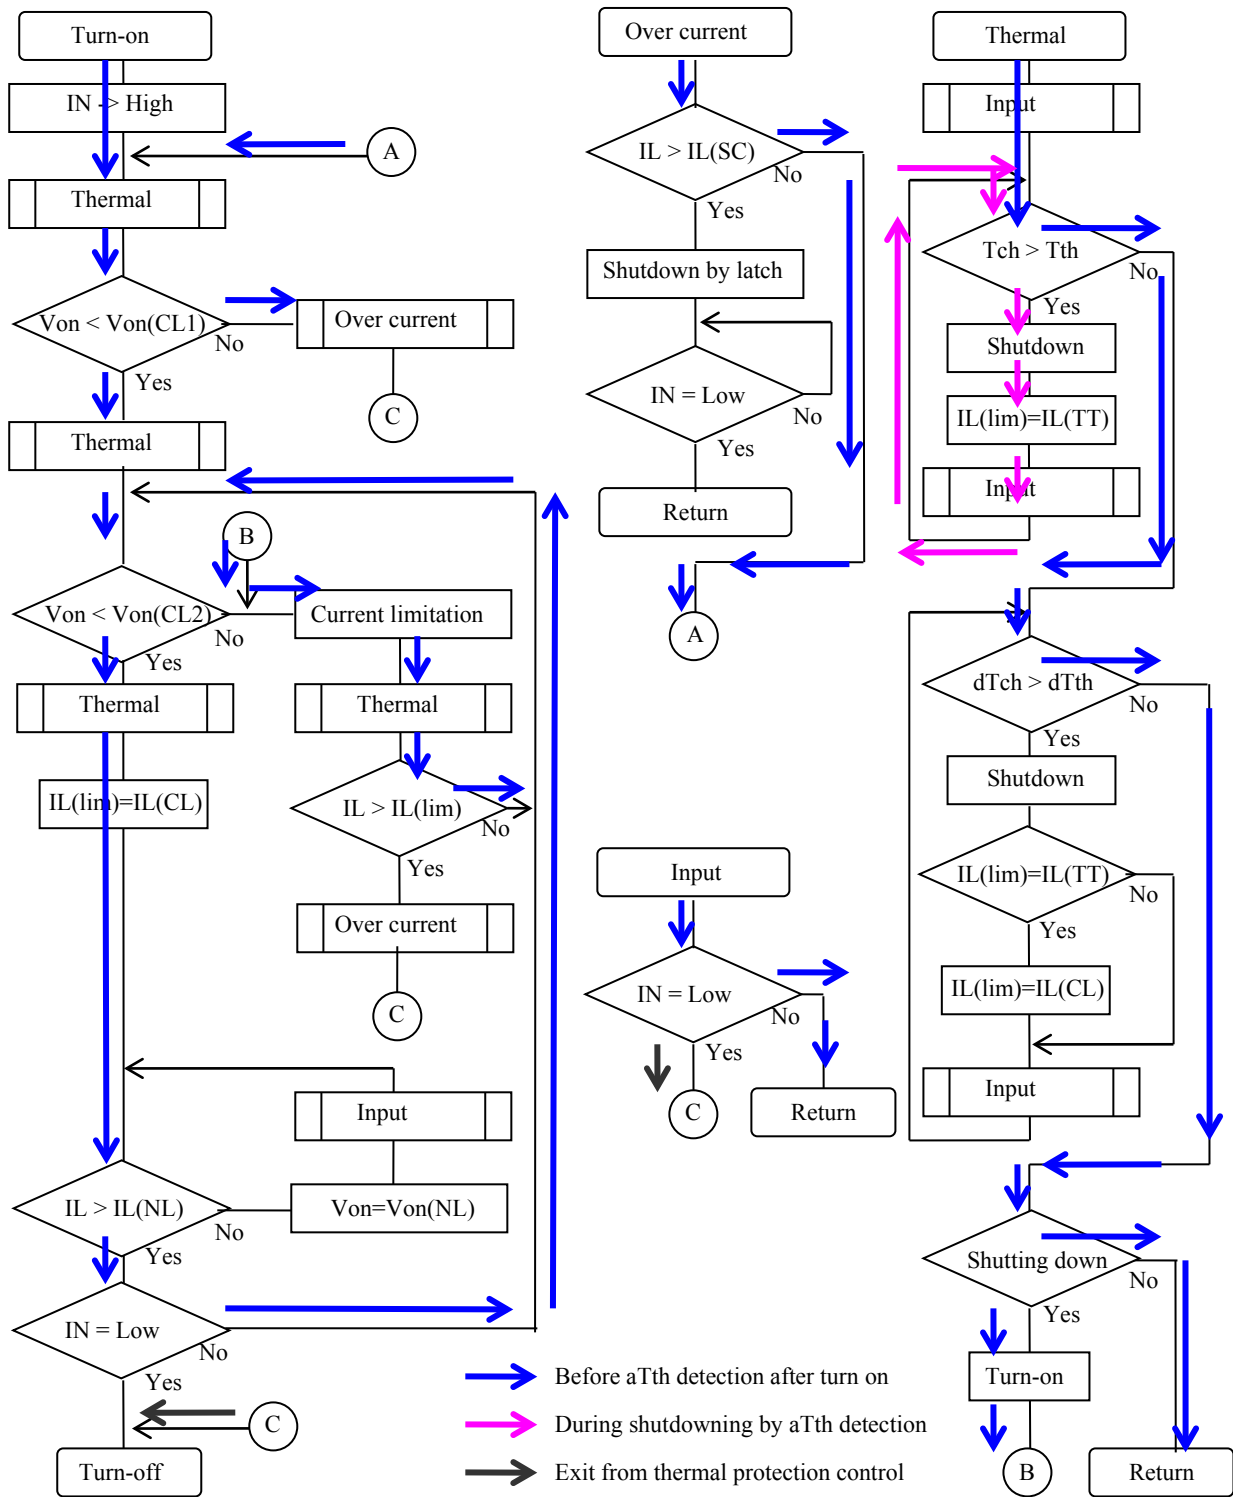 Turn-on
IN -> High
A
Thermal
Von < Von(CL1)
No
Yes
Over current
C
Thermal
B
Von < Von(CL2)
No
Yes
Current limitation
Thermal
Thermal
IL(lim)=IL(CL)
IL > IL(lim)
No
Yes
Over current
C
Input
Von=Von(NL)
IL > IL(NL)
No
Yes
IN = Low
No
Yes
C
Turn-off
Over current
IL > IL(SC)
No
Yes
Shutdown by latch
IN = Low
No
Yes
Return
A
Input
IN = Low
No
Yes
C
Return
Thermal
Input
Tch > Tth
No
Yes
Shutdown
IL(lim)=IL(TT)
Input
dTch > dTth
No
Yes
Shutdown
IL(lim)=IL(TT)
No
Yes
IL(lim)=IL(CL)
Input
Shutting down
No
Yes
Turn-on
B
Return
Before aTth detection after turn on
During shutdowning by aTth detection
Exit from thermal protection control